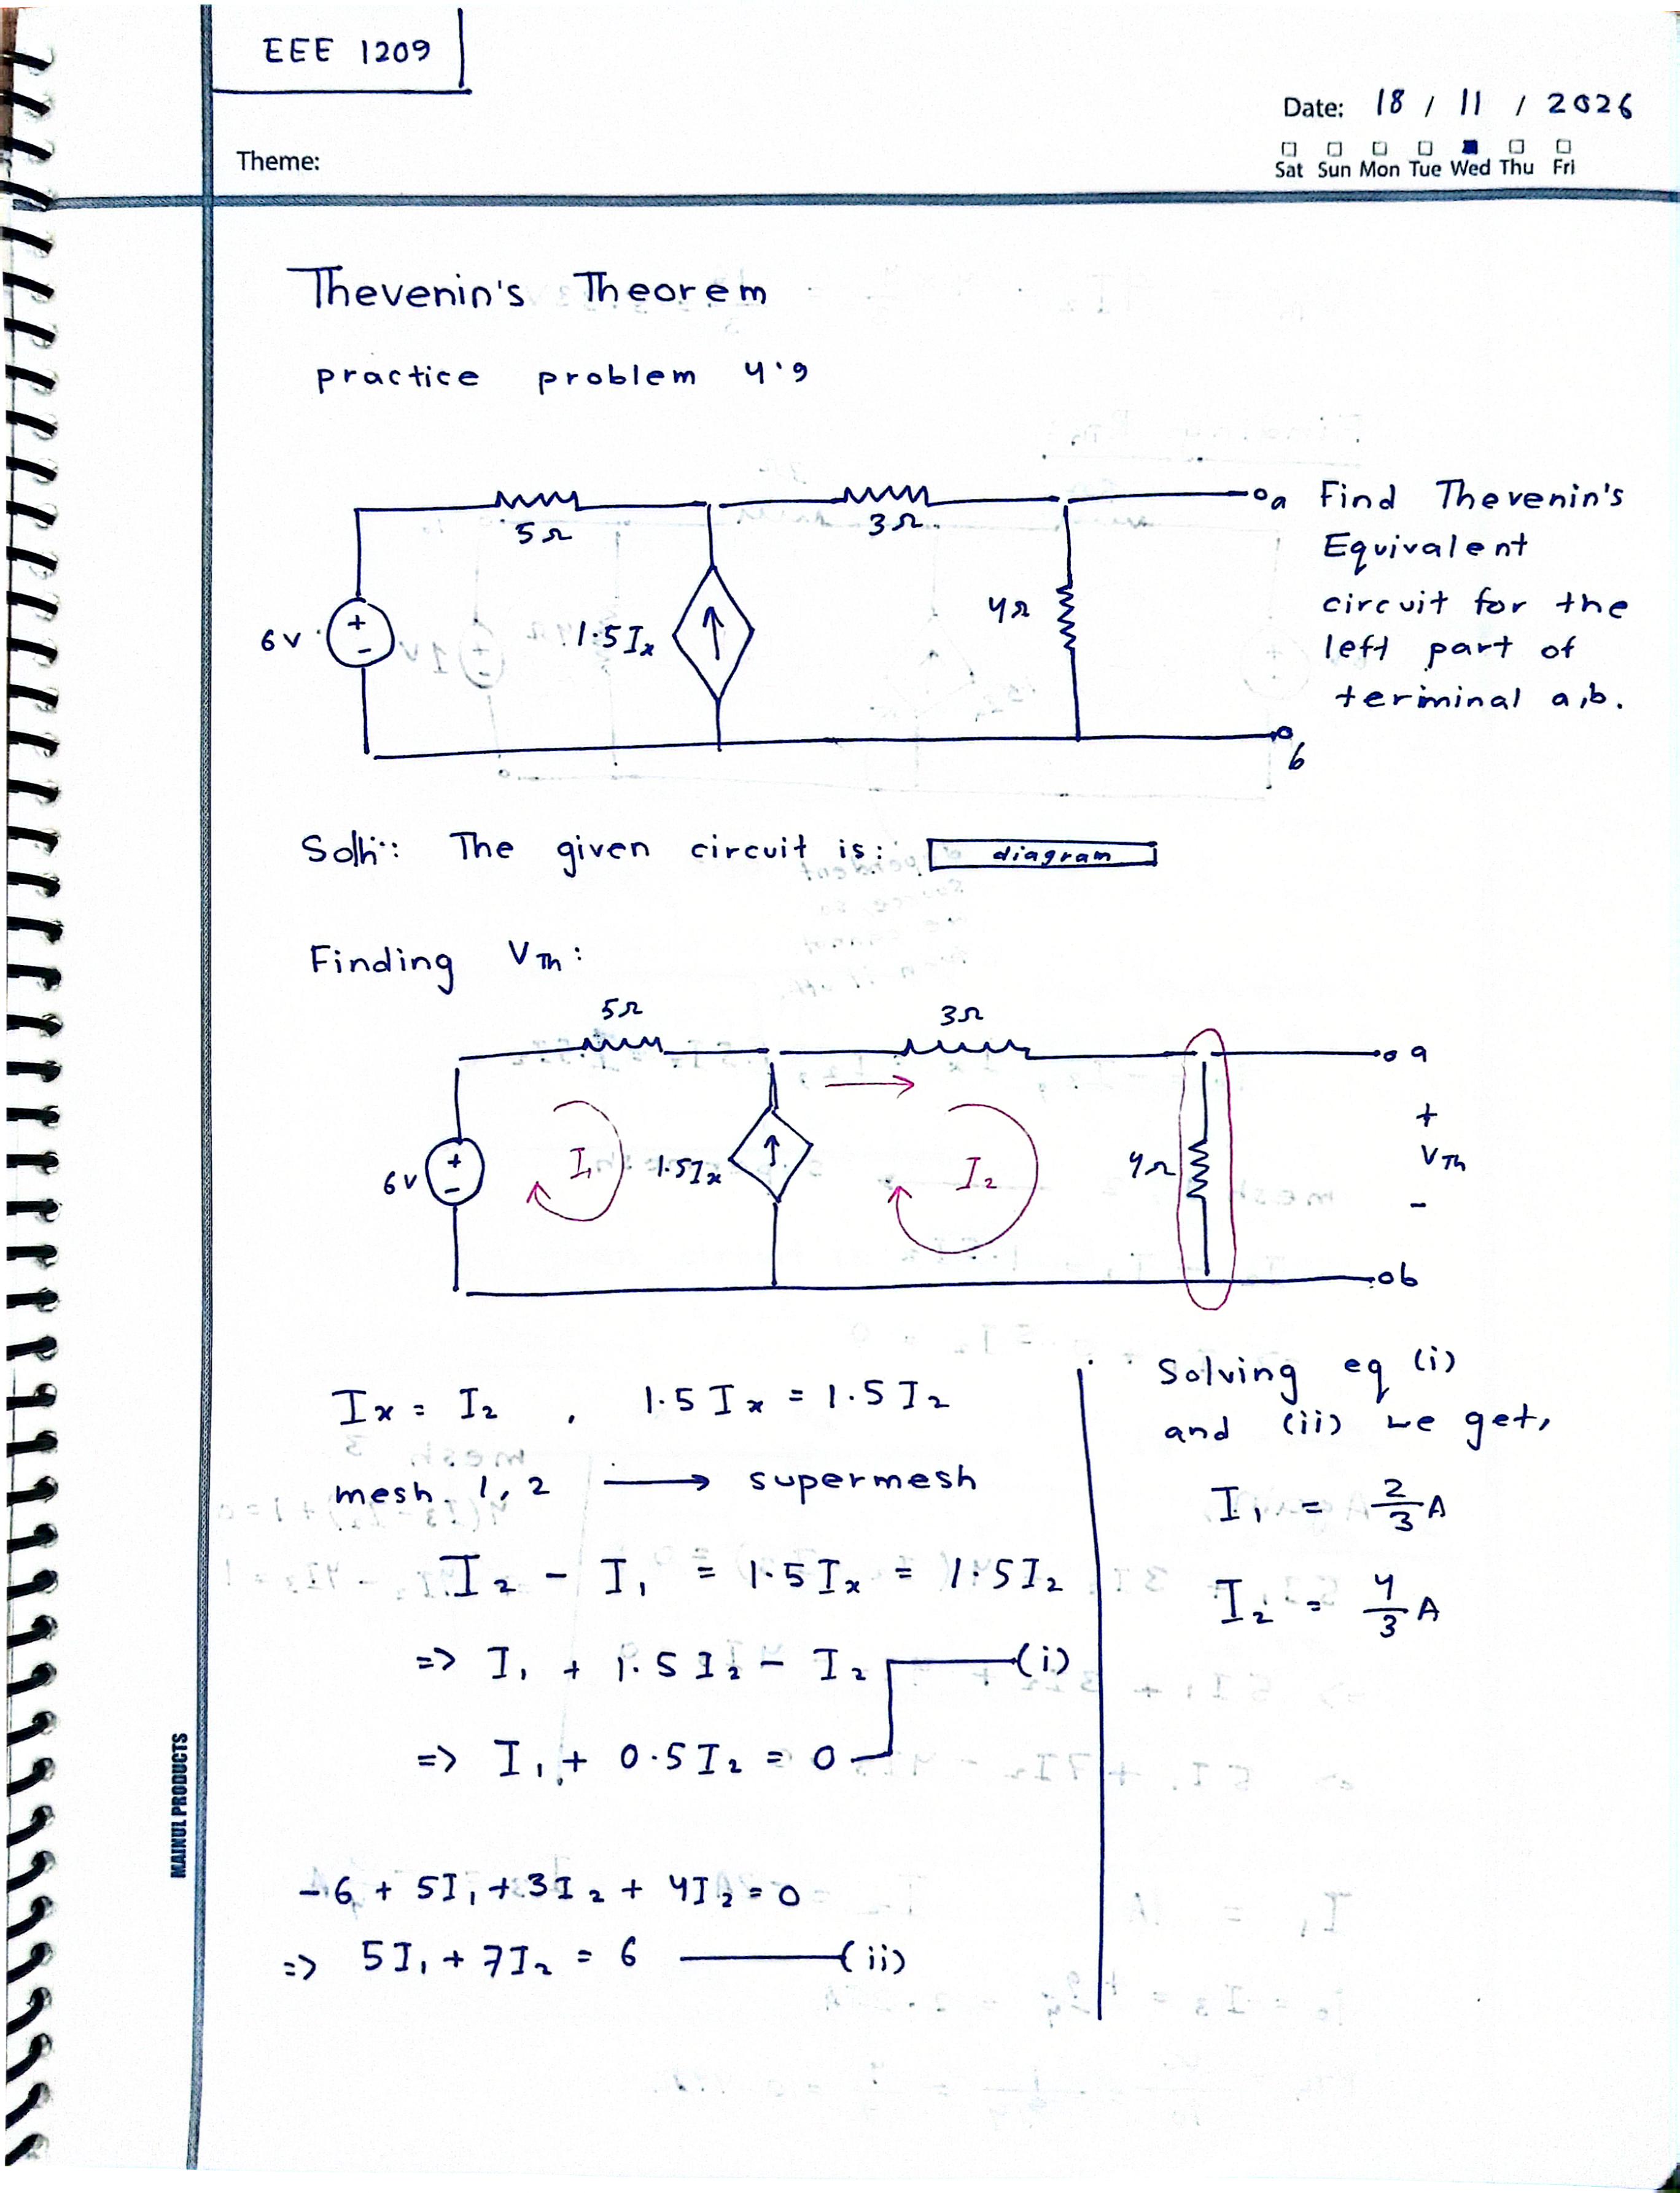 EEE 1209
Date: 18 / 11 / 2026
Sat Sun Mon Tue Wed Thu Fri
Theme:
Thevenin's Theorem
practice problem 4.9
5Ω
3Ω
a
6V
+
-
1.5Ix
4Ω
b
Find Thevenin's
Equivalent
circuit for the
left part of
terminal a,b.
Soln: The given circuit is: diagram
Finding VTh:
5Ω
3Ω
a
6V
+
-
I1
1.5Ix
I2
4Ω
+
VTh
-
b
Ix = I2 , 1.5Ix = 1.5I2
mesh 1, 2 → supermesh
I2 - I1 = 1.5Ix = 1.5I2
=> I1 + 1.5I2 - I2 (i)
=> I1 + 0.5I2 = 0
-6 + 5I1 + 3I2 + 4I2 = 0
=> 5I1 + 7I2 = 6 (ii)
Solving eq (i)
and (ii) we get,
I1 = 2/3 A
I2 = 4/3 A
MAINUL PRODUCTS